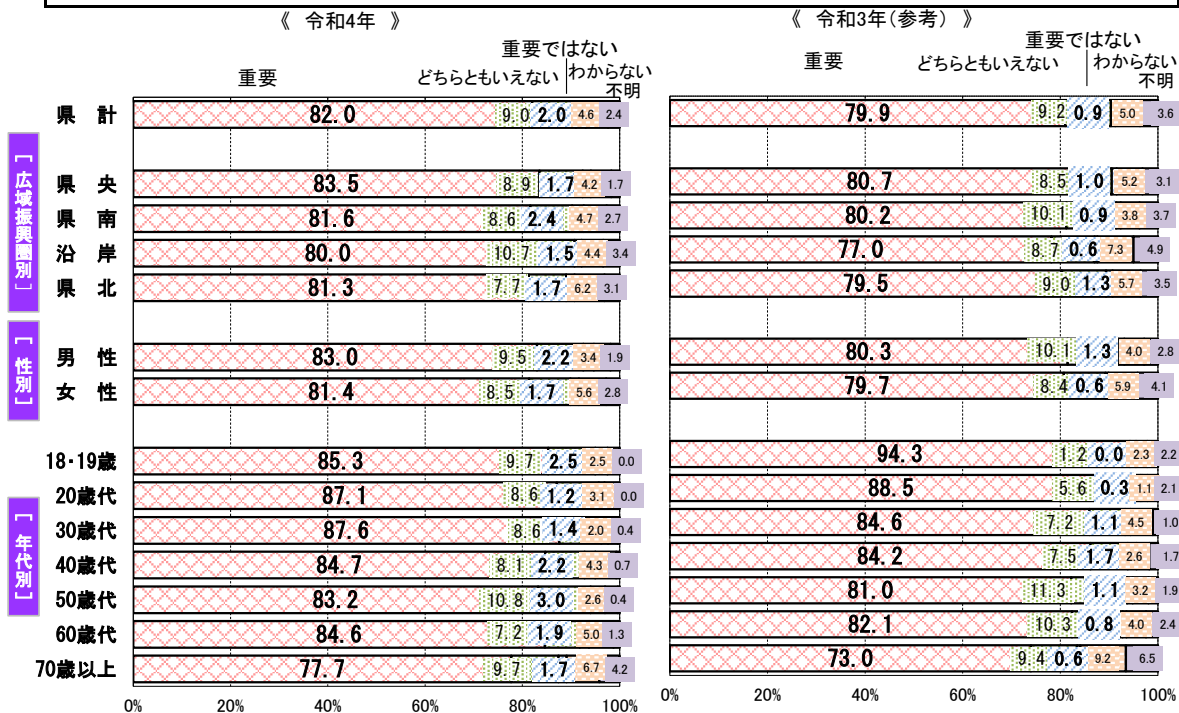 《 令和4年 》
重要 どちらともいえない 重要ではない わからない 不明
県 計 82.0 9.0 2.0 4.6 2.4
[広域振興圏別]
県 央 83.5 8.9 1.7 4.2 1.7
県 南 81.6 8.6 2.4 4.7 2.7
沿 岸 80.0 10.7 1.5 4.4 3.4
県 北 81.3 7.7 1.7 6.2 3.1
[性別]
男 性 83.0 9.5 2.2 3.4 1.9
女 性 81.4 8.5 1.7 5.6 2.8
[年代別]
18・19歳 85.3 9.7 2.5 2.5 0.0
20歳代 87.1 8.6 1.2 3.1 0.0
30歳代 87.6 8.6 1.4 2.0 0.4
40歳代 84.7 8.1 2.2 4.3 0.7
50歳代 83.2 10.8 3.0 2.6 0.4
60歳代 84.6 7.2 1.9 5.0 1.3
70歳以上 77.7 9.7 1.7 6.7 4.2
0% 20% 40% 60% 80% 100%
《 令和3年(参考) 》
重要 どちらともいえない 重要ではない わからない 不明
79.9 9.2 0.9 5.0 3.6
80.7 8.5 1.0 5.2 3.1
80.2 10.1 0.9 3.8 3.7
77.0 8.7 0.6 7.3 4.9
79.5 9.0 1.3 5.7 3.5
80.3 10.1 1.3 4.0 2.8
79.7 8.4 0.6 5.9 4.1
94.3 1.2 0.0 2.3 2.2
88.5 5.6 0.3 1.1 2.1
84.6 7.2 1.1 4.5 1.0
84.2 7.5 1.7 2.6 1.7
81.0 11.3 1.1 3.2 1.9
82.1 10.3 0.8 4.0 2.4
73.0 9.4 0.6 9.2 6.5
0% 20% 40% 60% 80% 100%